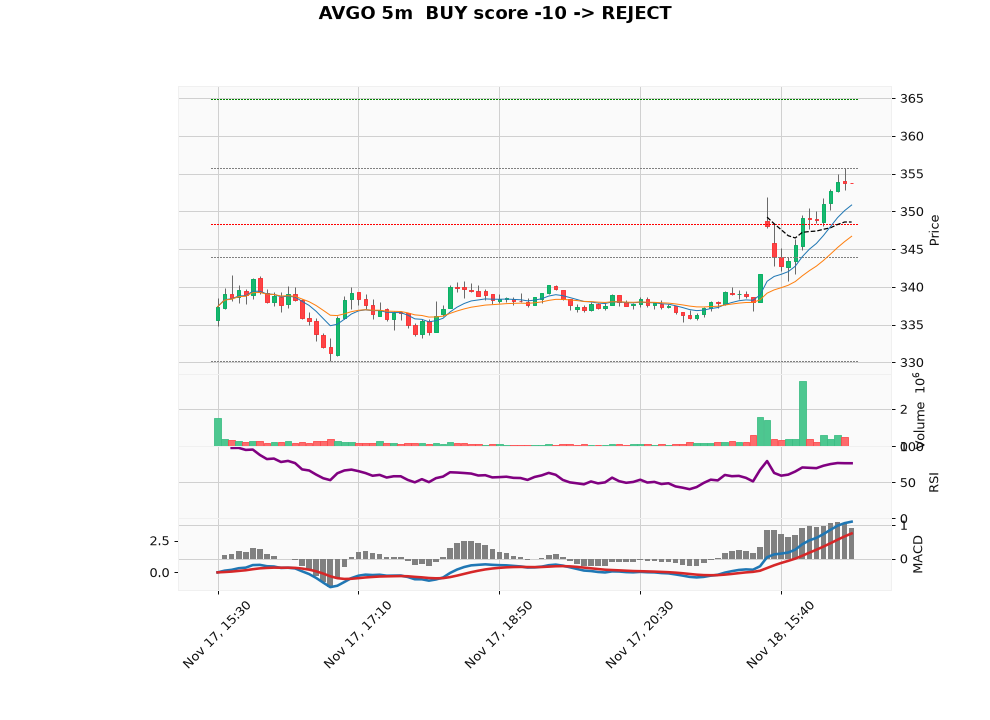 AVGO 5m  BUY score -10 -> REJECT
365
360
355
350
345
340
335
330
Price
2
Volume 10^6
100
50
0
RSI
2.5
0.0
1
0
MACD
Nov 17, 15:30
Nov 17, 17:10
Nov 17, 18:50
Nov 17, 20:30
Nov 18, 15:40